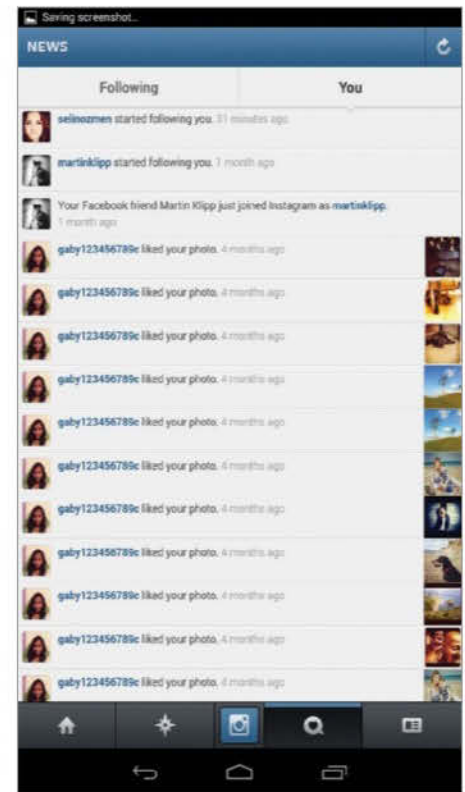 Saving screenshot...
NEWS
Following
You
selinozmen started following you. 31 minutes ago
martinklipp started following you. 1 month ago
Your Facebook friend Martin Klipp just joined Instagram as martinklipp.
1 month ago
gaby123456789c liked your photo. 4 months ago
gaby123456789c liked your photo. 4 months ago
gaby123456789c liked your photo. 4 months ago
gaby123456789c liked your photo. 4 months ago
gaby123456789c liked your photo. 4 months ago
gaby123456789c liked your photo. 4 months ago
gaby123456789c liked your photo. 4 months ago
gaby123456789c liked your photo. 4 months ago
gaby123456789c liked your photo. 4 months ago
gaby123456789c liked your photo. 4 months ago
gaby123456789c liked your photo. 4 months ago